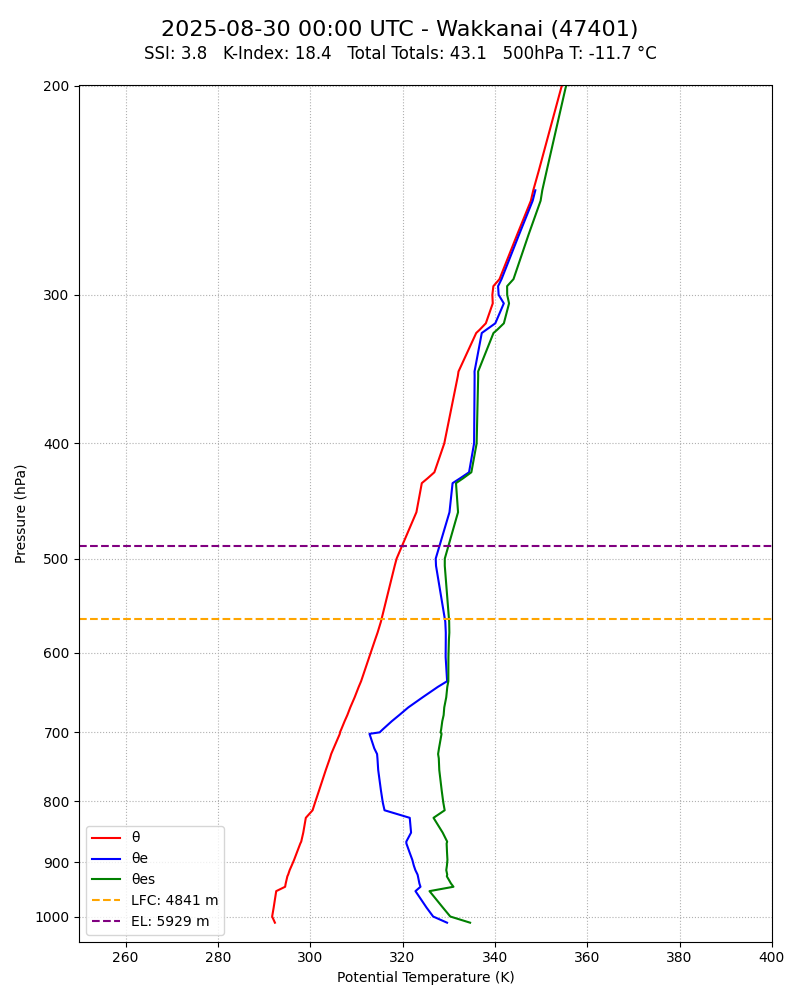 2025-08-30 00:00 UTC - Wakkanai (47401)
SSI: 3.8 K-Index: 18.4 Total Totals: 43.1 500hPa T: -11.7 °C
200
300
400
500
600
700
800
900
1000
Pressure (hPa)
θ
θe
θes
LFC: 4841 m
EL: 5929 m
260 280 300 320 340 360 380 400
Potential Temperature (K)